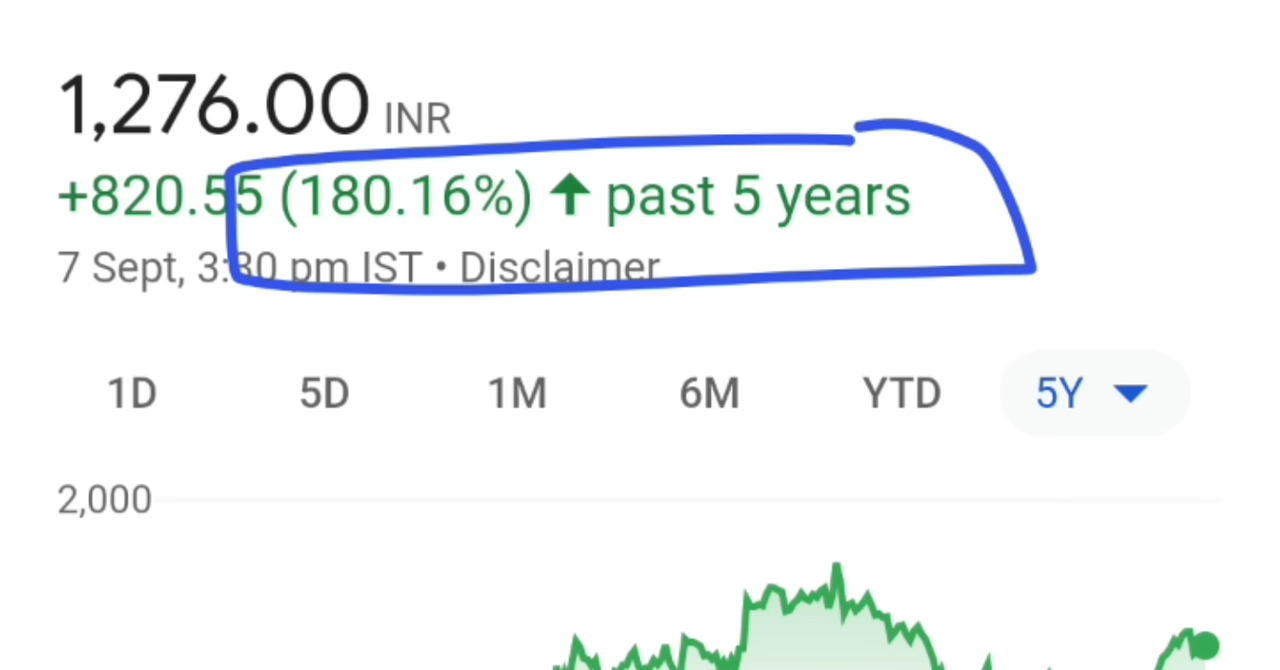 1,276.00 INR
+820.55 (180.16%) ↑ past 5 years
7 Sept, 3:30 pm IST • Disclaimer
1D 5D 1M 6M YTD 5Y
2,000